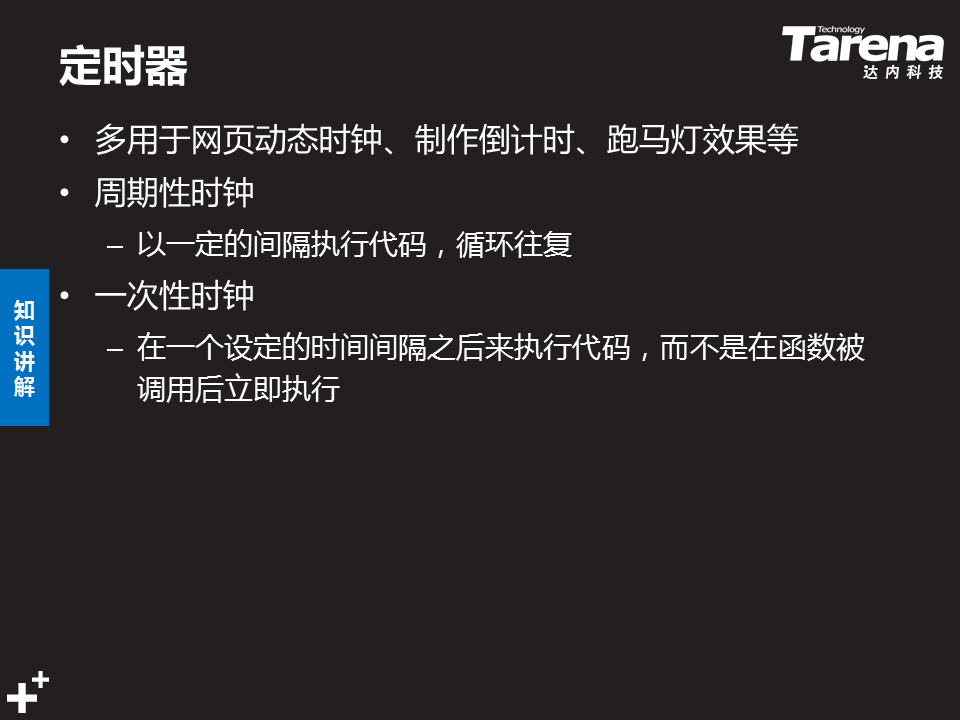 定时器
Technology
Tarena
达内科技
• 多用于网页动态时钟、制作倒计时、跑马灯效果等
• 周期性时钟
– 以一定的间隔执行代码，循环往复
• 一次性时钟
– 在一个设定的时间间隔之后来执行代码，而不是在函数被
调用后立即执行
知识讲解